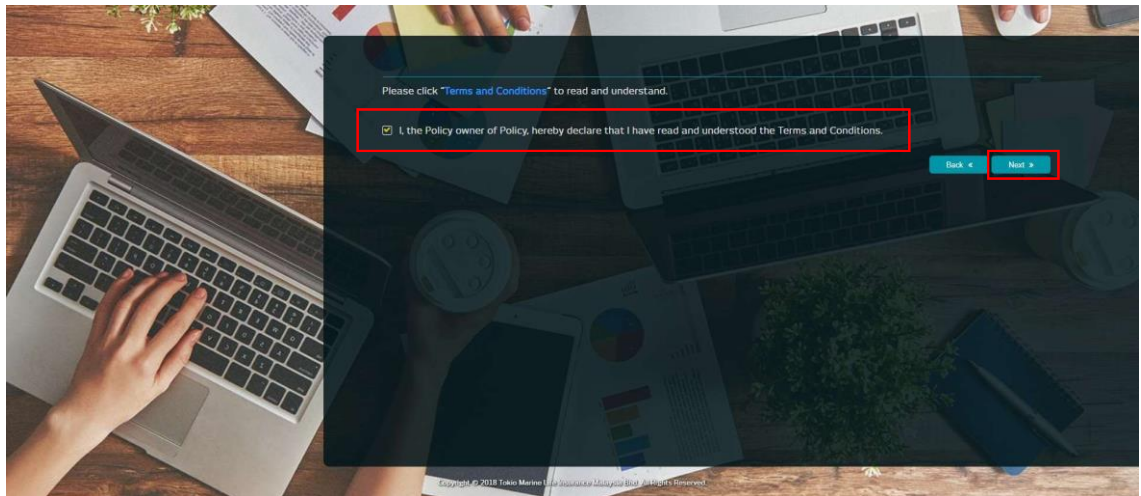 Please click "Terms and Conditions" to read and understand.
I, the Policy owner of Policy, hereby declare that I have read and understood the Terms and Conditions.
Back «
Next »
Copyright © 2018 Tokio Marine Life Insurance Malaysia Bhd. All Rights Reserved.